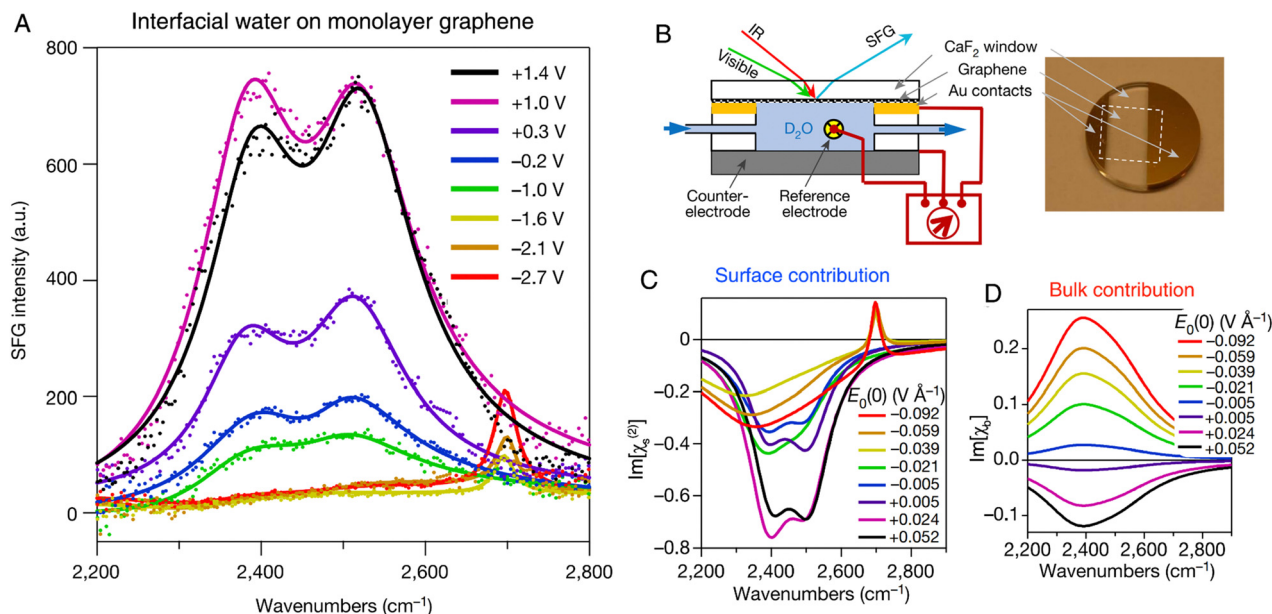 A
Interfacial water on monolayer graphene
SFG intensity (a.u.)
800
600
400
200
0
2,200
2,400
2,600
2,800
Wavenumbers (cm⁻¹)
+1.4 V
+1.0 V
+0.3 V
−0.2 V
−1.0 V
−1.6 V
−2.1 V
−2.7 V
B
IR
Visible
SFG
CaF₂ window
Graphene
Au contacts
D₂O
Counter-
electrode
Reference
electrode
Surface contribution
C
Im[χₛ⁽²⁾]
0
−0.2
−0.4
−0.6
−0.8
2,200
2,400
2,600
2,800
Wavenumbers (cm⁻¹)
E₀(0) (V Å⁻¹)
−0.092
−0.059
−0.039
−0.021
−0.005
+0.005
+0.024
+0.052
D
Bulk contribution
Im[χb]
0.2
0.1
0.0
−0.1
2,200
2,400
2,600
2,800
Wavenumbers (cm⁻¹)
E₀(0) (V Å⁻¹)
−0.092
−0.059
−0.039
−0.021
−0.005
+0.005
+0.024
+0.052